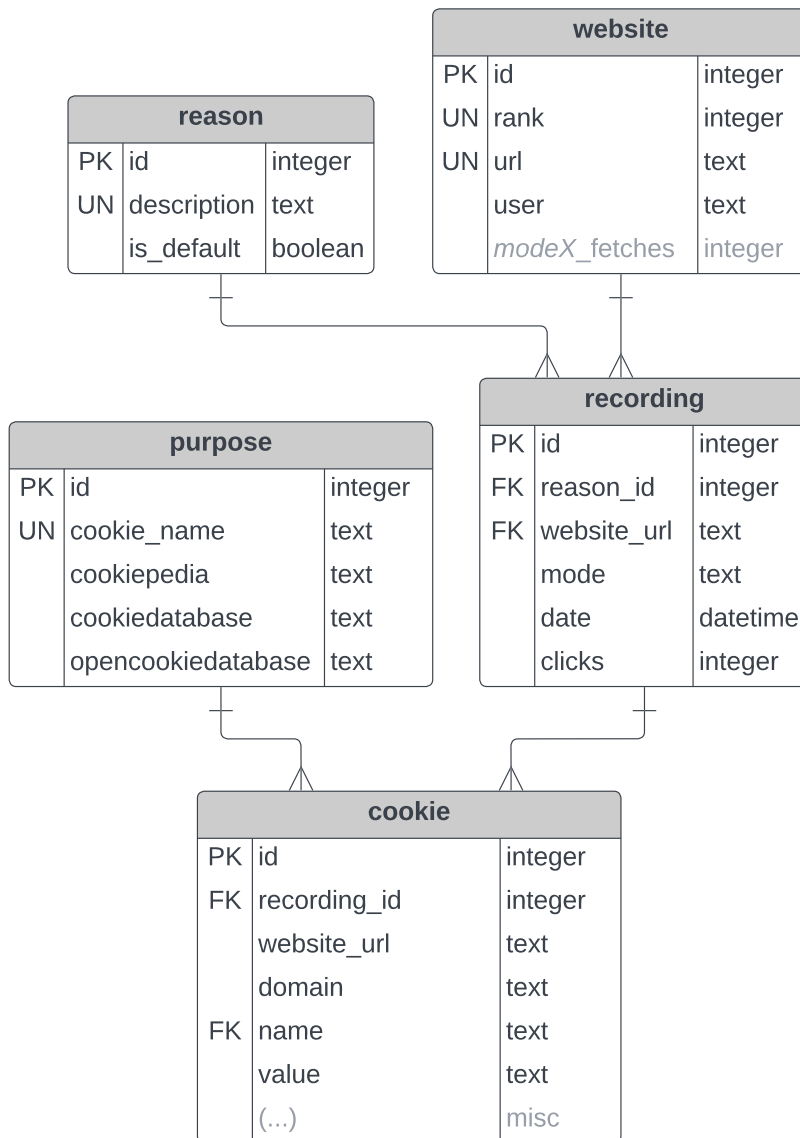 website
PK id integer
UN rank integer
UN url text
user text
modeX_fetches integer
reason
PK id integer
UN description text
is_default boolean
recording
PK id integer
FK reason_id integer
FK website_url text
mode text
date datetime
clicks integer
purpose
PK id integer
UN cookie_name text
cookiepedia text
cookiedatabase text
opencookiedatabase text
cookie
PK id integer
FK recording_id integer
website_url text
domain text
FK name text
value text
(...) misc